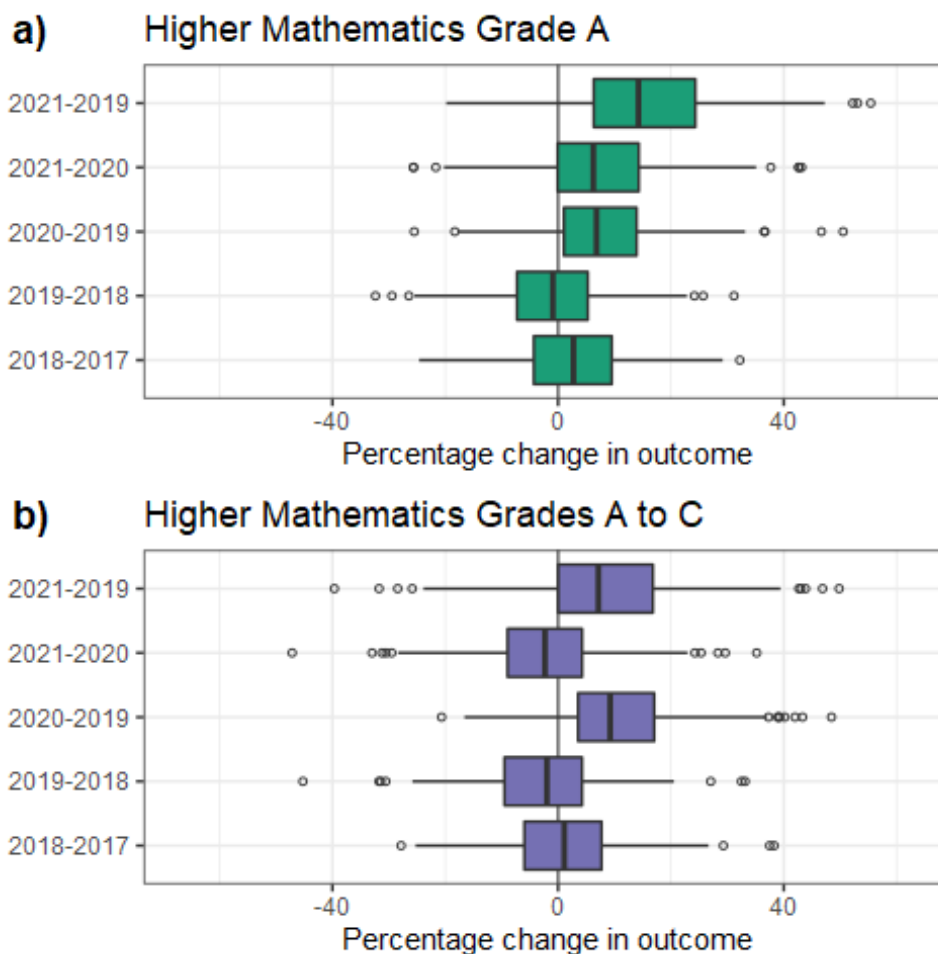 a) Higher Mathematics Grade A
2021-2019
2021-2020
2020-2019
2019-2018
2018-2017
-40 0 40
Percentage change in outcome
b) Higher Mathematics Grades A to C
2021-2019
2021-2020
2020-2019
2019-2018
2018-2017
-40 0 40
Percentage change in outcome